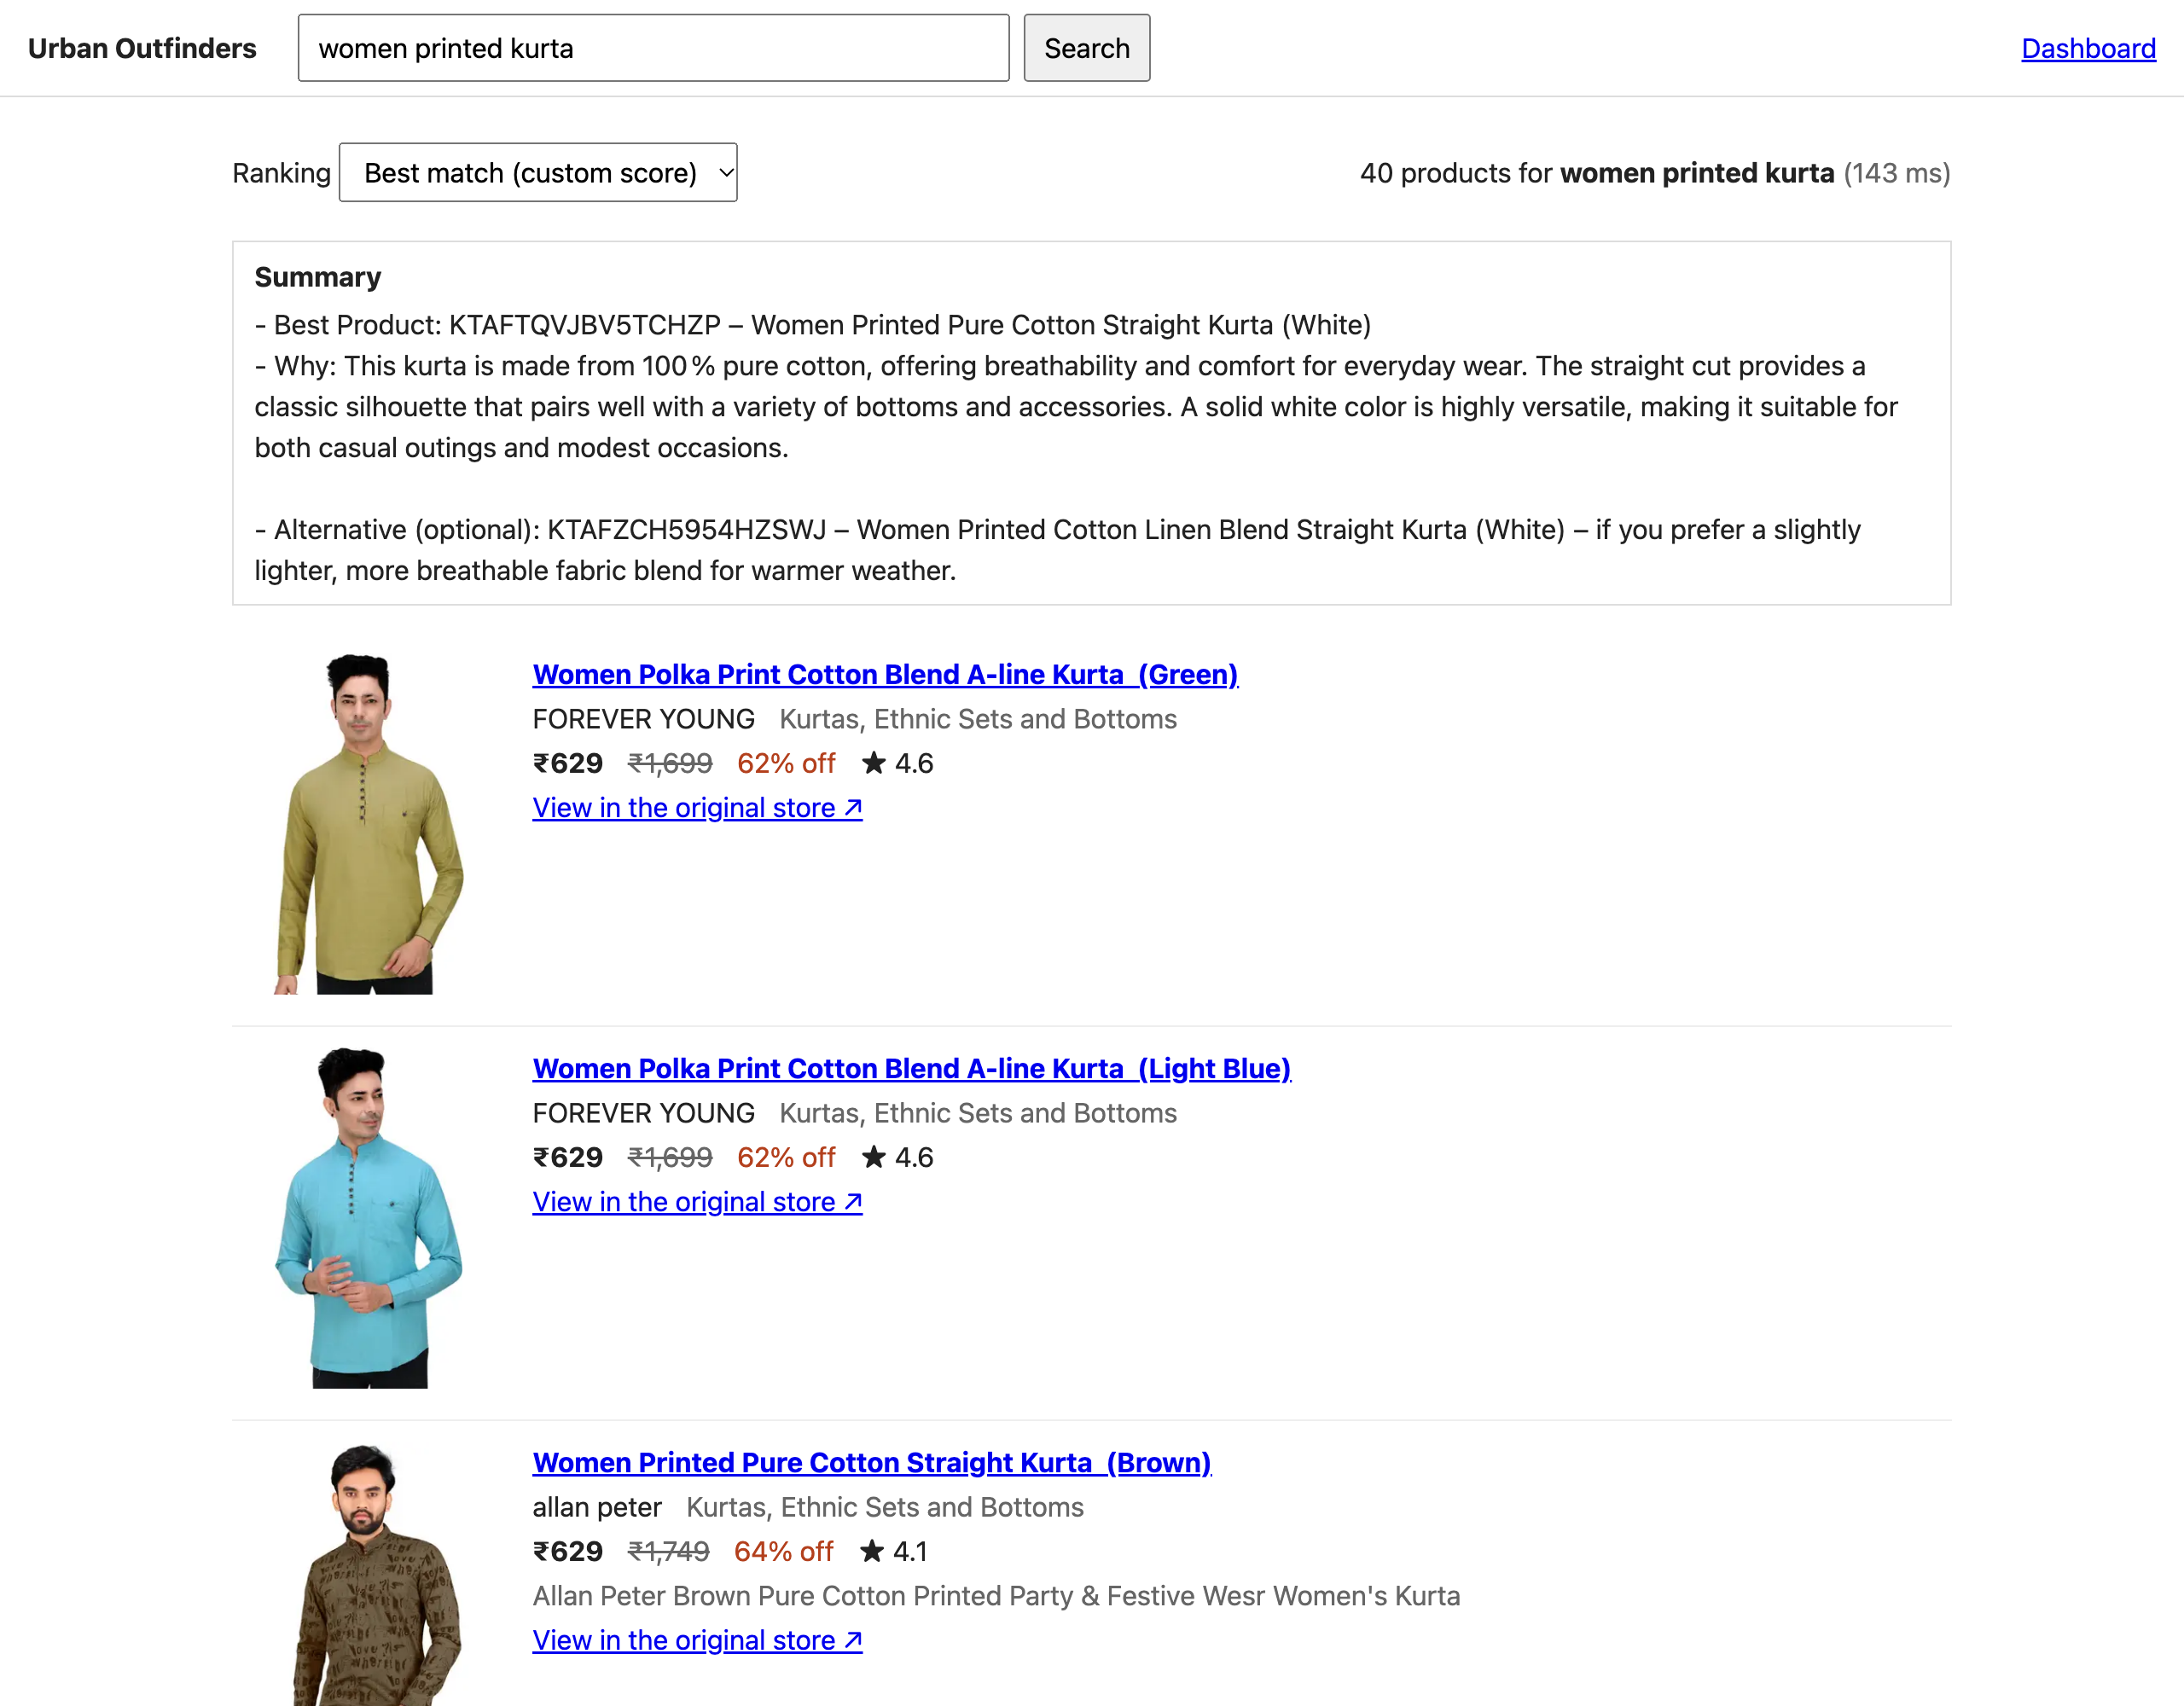 Urban Outfinders
women printed kurta
Search
Dashboard
Ranking
Best match (custom score)
40 products for women printed kurta (143 ms)
Summary
- Best Product: KTAFTQVJBV5TCHZP – Women Printed Pure Cotton Straight Kurta (White)
- Why: This kurta is made from 100 % pure cotton, offering breathability and comfort for everyday wear. The straight cut provides a
classic silhouette that pairs well with a variety of bottoms and accessories. A solid white color is highly versatile, making it suitable for
both casual outings and modest occasions.
- Alternative (optional): KTAFZCH5954HZSWJ – Women Printed Cotton Linen Blend Straight Kurta (White) – if you prefer a slightly
lighter, more breathable fabric blend for warmer weather.
Women Polka Print Cotton Blend A-line Kurta (Green)
FOREVER YOUNG Kurtas, Ethnic Sets and Bottoms
₹629 ₹1,699 62% off ★ 4.6
View in the original store ↗
Women Polka Print Cotton Blend A-line Kurta (Light Blue)
FOREVER YOUNG Kurtas, Ethnic Sets and Bottoms
₹629 ₹1,699 62% off ★ 4.6
View in the original store ↗
Women Printed Pure Cotton Straight Kurta (Brown)
allan peter Kurtas, Ethnic Sets and Bottoms
₹629 ₹1,749 64% off ★ 4.1
Allan Peter Brown Pure Cotton Printed Party & Festive Wesr Women's Kurta
View in the original store ↗